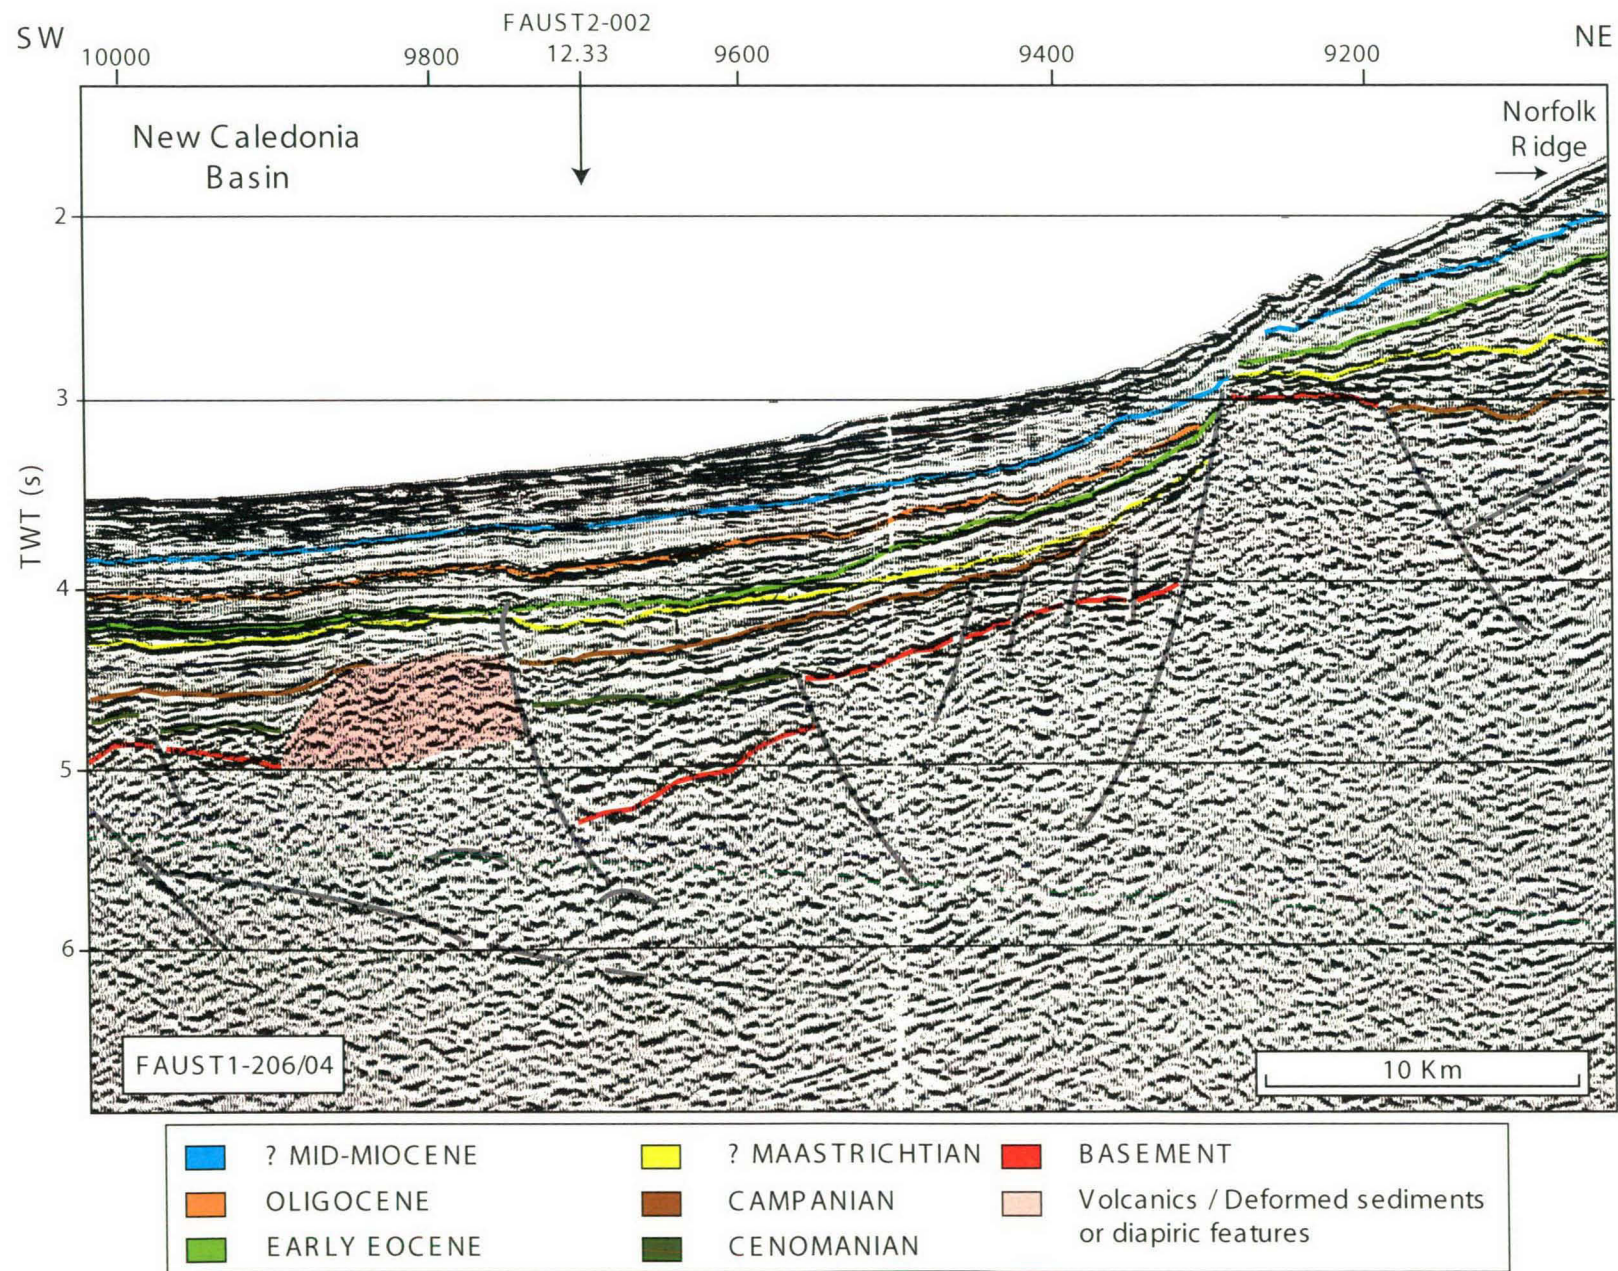 FAUST2-002
SW
10000
9800
12.33
9600
9400
9200
NE
New Caledonia
Basin
Norfolk
Ridge
2
3
4
5
6
TWT (s)
FAUST1-206/04
10 Km
? MID-MIOCENE
OLIGOCENE
EARLY EOCENE
? MAASTRICHTIAN
CAMPANIAN
CENOMANIAN
BASEMENT
Volcanics / Deformed sediments
or diapiric features